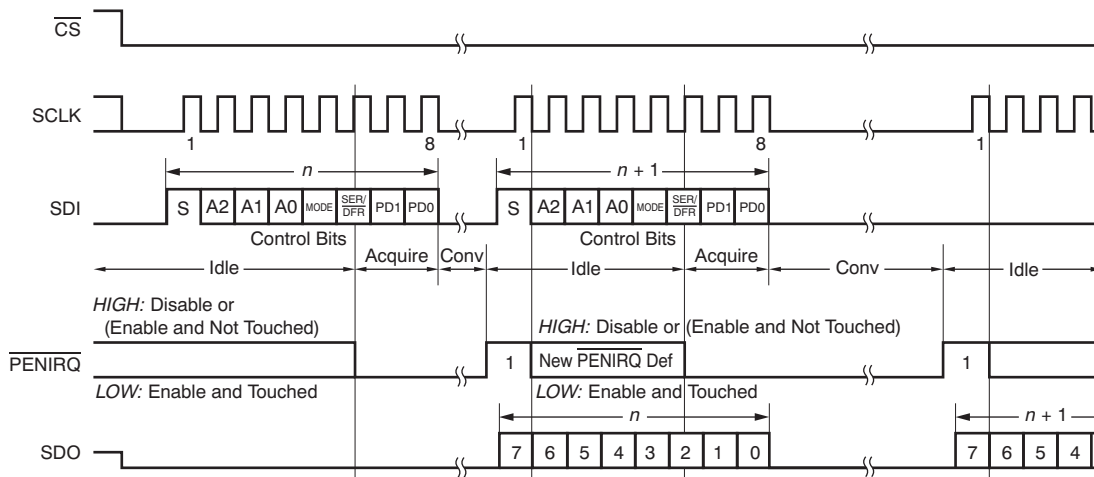 CS
SCLK
1 8 1 8 1
n n + 1
SDI S A2 A1 A0 MODE SER/DFR PD1 PD0 S A2 A1 A0 MODE SER/DFR PD1 PD0
Control Bits Control Bits
Idle Acquire Conv Idle Acquire Conv Idle
HIGH: Disable or
(Enable and Not Touched)
HIGH: Disable or (Enable and Not Touched)
PENIRQ 1 New PENIRQ Def 1
LOW: Enable and Touched LOW: Enable and Touched
n n + 1
SDO 7 6 5 4 3 2 1 0 7 6 5 4